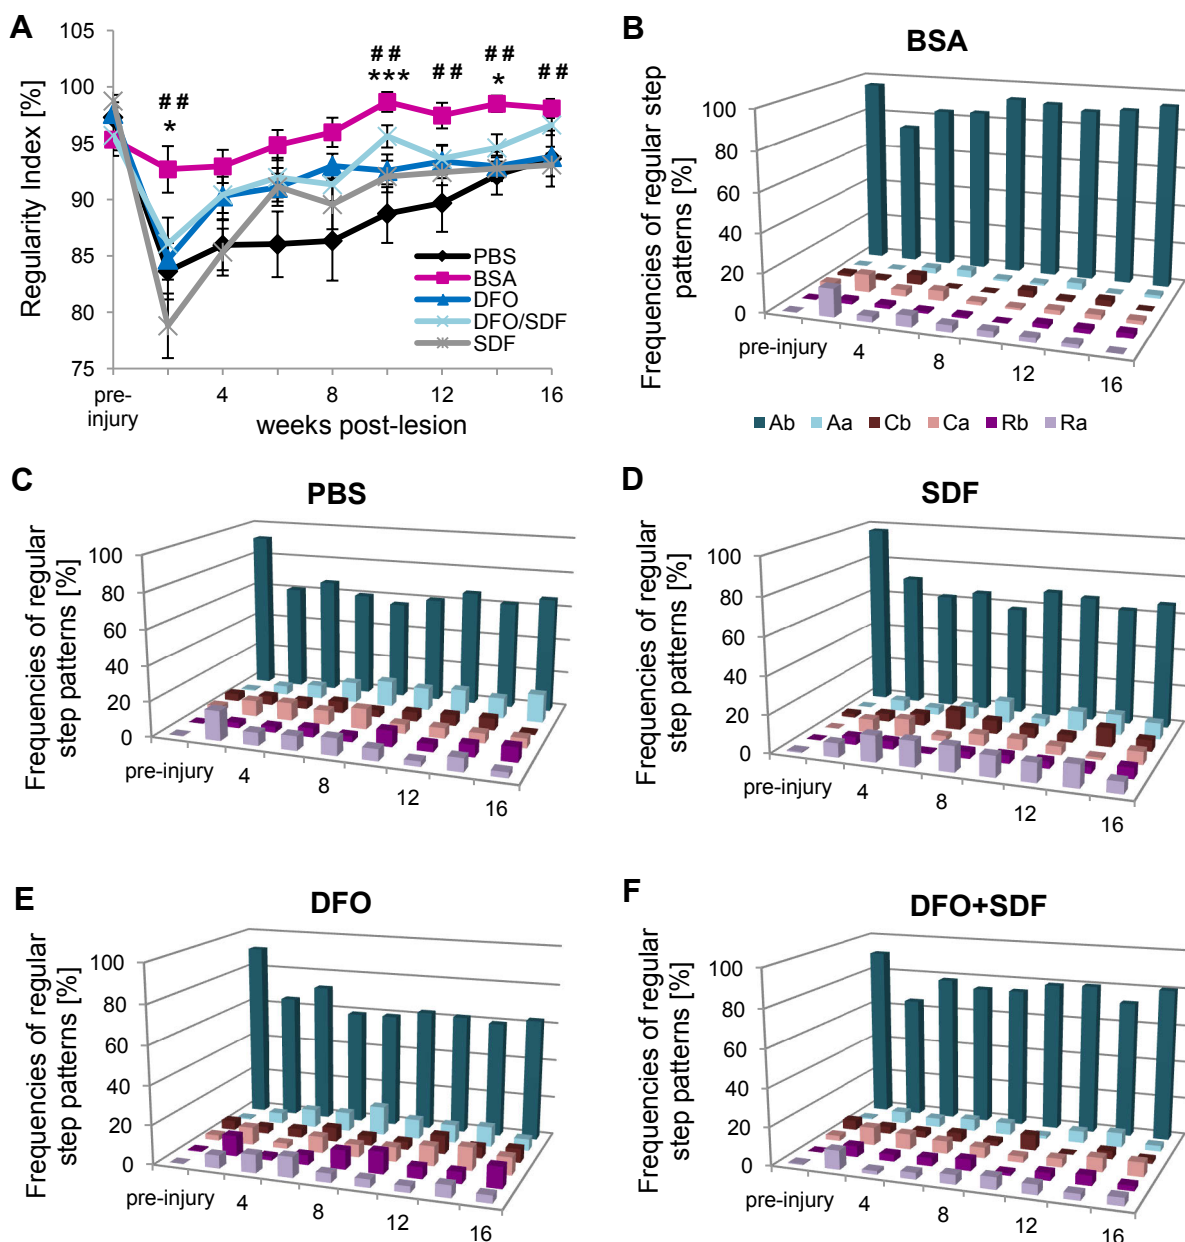 A
105
100
95
90
85
80
75
Regularity Index [%]
##
*
##
***
##
##
*
##
PBS
BSA
DFO
DFO/SDF
SDF
pre-
injury
4
8
12
16
weeks post-lesion
B
BSA
Frequencies of regular step
patterns [%]
100
80
60
40
20
0
pre-injury
4
8
12
16
Ab Aa Cb Ca Rb Ra
C
PBS
Frequencies of regular
step patterns [%]
100
80
60
40
20
0
pre-injury
4
8
12
16
D
SDF
Frequencies of regular
step patterns [%]
100
80
60
40
20
0
pre-injury
4
8
12
16
E
DFO
Frequencies of regular
step patterns [%]
100
80
60
40
20
0
pre-injury
4
8
12
16
F
DFO+SDF
Frequencies of regular
step patterns [%]
100
80
60
40
20
0
pre-injury
4
8
12
16